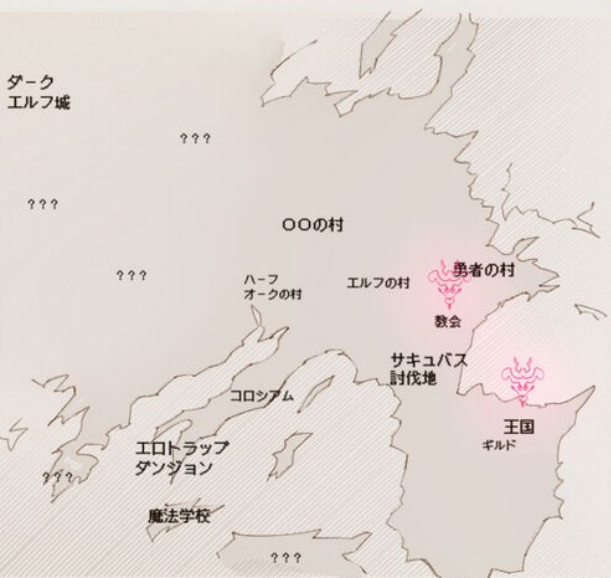 ダーク
エルフ城
???
???
〇〇の村
???
ハーフ
オークの村
エルフの村
勇者の村
教会
サキュバス
討伐地
コロシアム
王国
ギルド
エロトラップ
ダンジョン
???
魔法学校
???